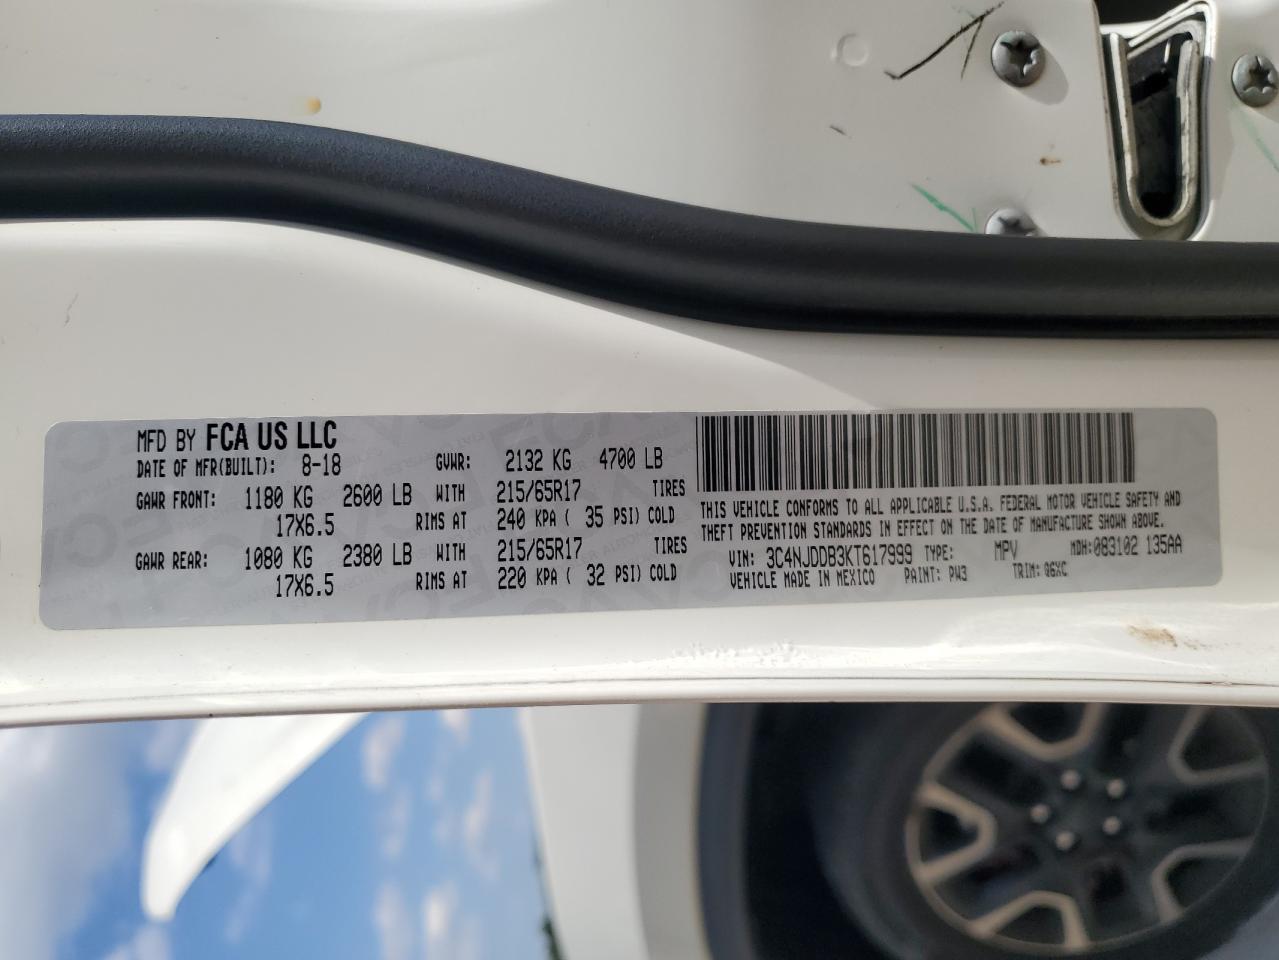 MFD BY FCA US LLC
DATE OF MFR(BUILT): 8-18 GVWR: 2132 KG 4700 LB
GAWR FRONT: 1180 KG 2600 LB WITH 215/65R17 TIRES
17X6.5 RIMS AT 240 KPA ( 35 PSI) COLD
GAWR REAR: 1080 KG 2380 LB WITH 215/65R17 TIRES
17X6.5 RIMS AT 220 KPA ( 32 PSI) COLD
THIS VEHICLE CONFORMS TO ALL APPLICABLE U.S.A. FEDERAL MOTOR VEHICLE SAFETY AND
THEFT PREVENTION STANDARDS IN EFFECT ON THE DATE OF MANUFACTURE SHOWN ABOVE.
VIN: 3C4NJDDB3KT617999 TYPE: MPV MDH: 083102 135AA
VEHICLE MADE IN MEXICO PAINT: PW3 TRIM: Q6XC